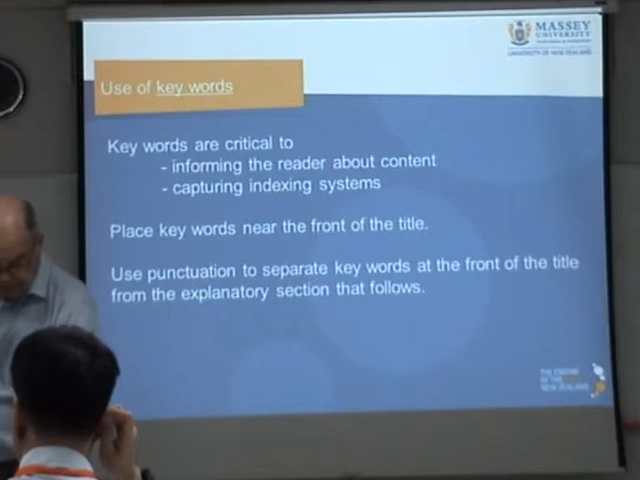 MASSEY
UNIVERSITY
UNIVERSITY OF NEW ZEALAND
Use of key words
Key words are critical to
- informing the reader about content
- capturing indexing systems
Place key words near the front of the title.
Use punctuation to separate key words at the front of the title
from the explanatory section that follows.
THE ENGINE
OF THE
NEW ZEALAND